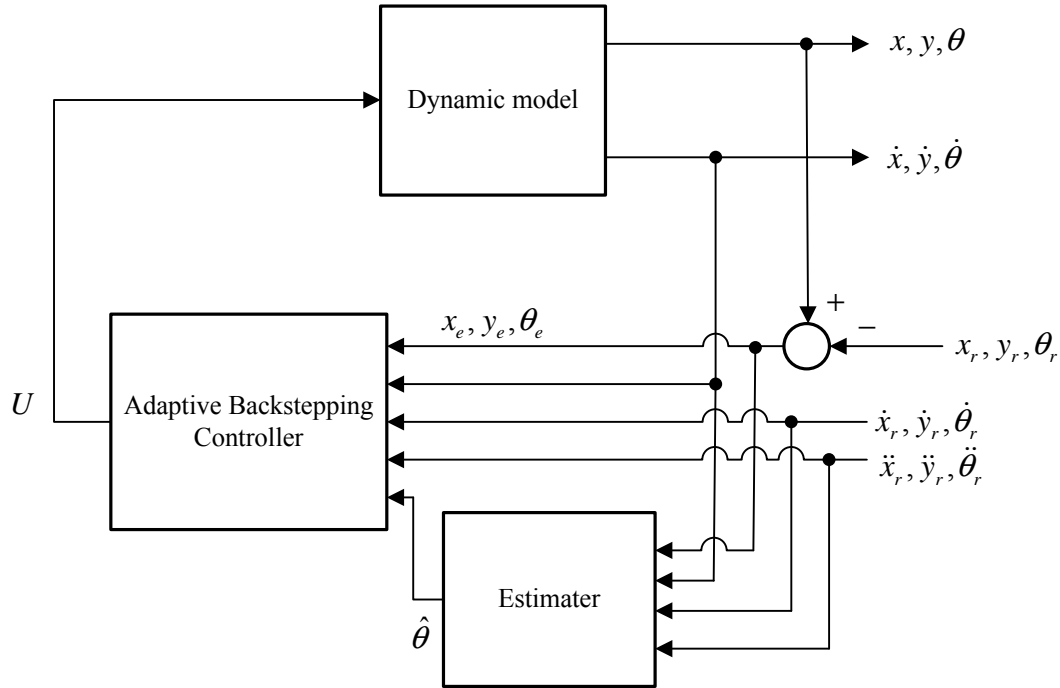 x, y, θ
Dynamic model
ẋ, ẏ, θ̇
+
−
x_e, y_e, θ_e
x_r, y_r, θ_r
U
Adaptive Backstepping
Controller
ẋ_r, ẏ_r, θ̇_r
ẍ_r, ÿ_r, θ̈_r
Estimater
θ̂